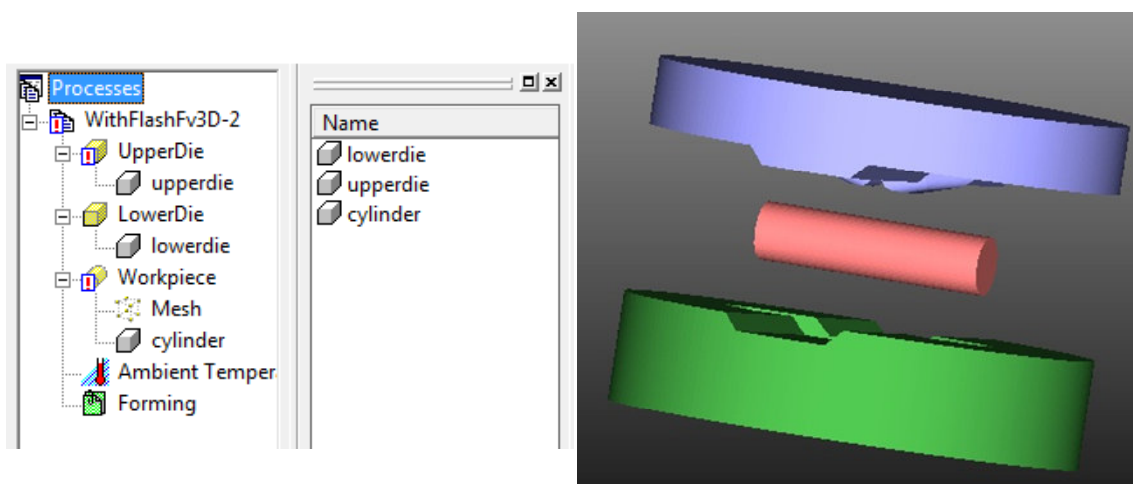 Processes
WithFlashFv3D-2
UpperDie
upperdie
LowerDie
lowerdie
Workpiece
Mesh
cylinder
Ambient Temper
Forming
Name
lowerdie
upperdie
cylinder